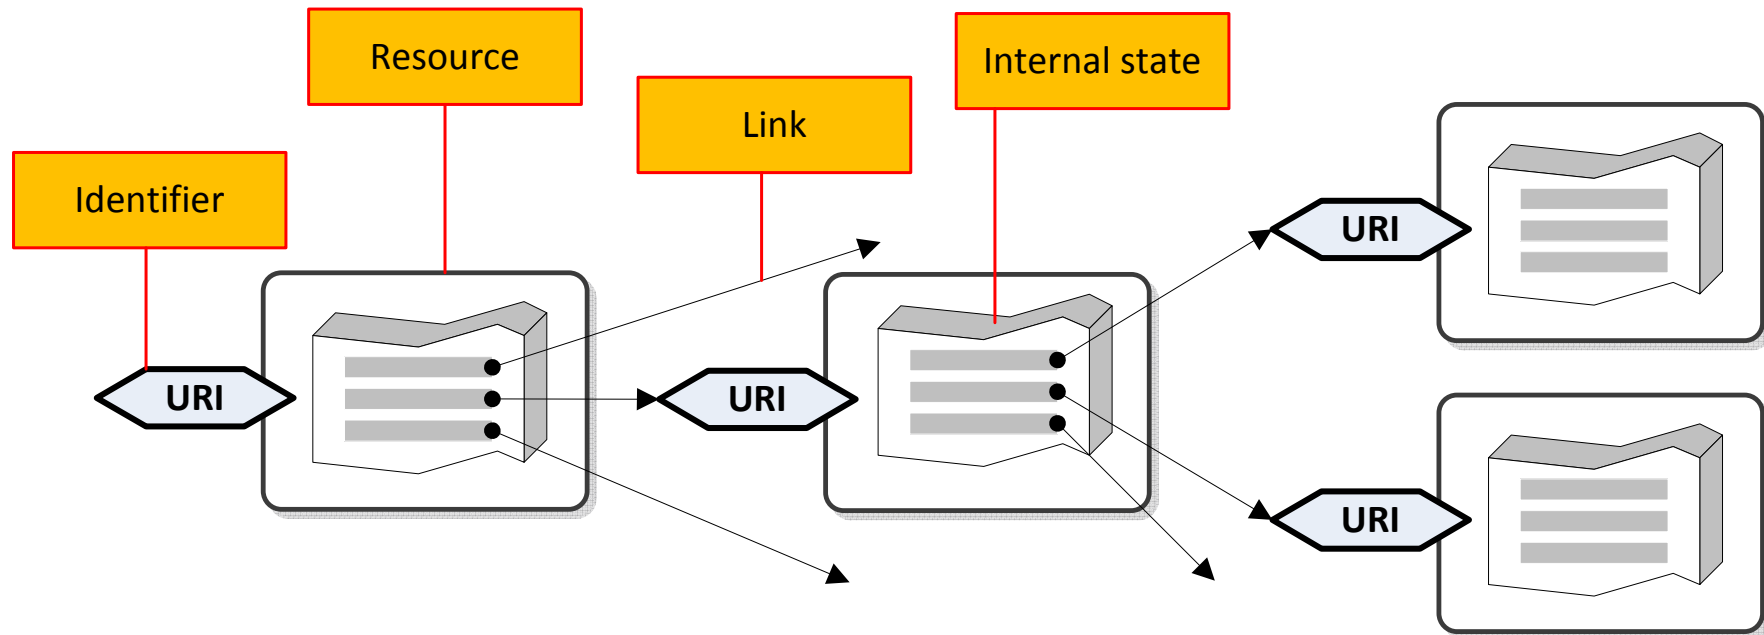 Resource
Internal state
Link
Identifier
URI
URI
URI
URI